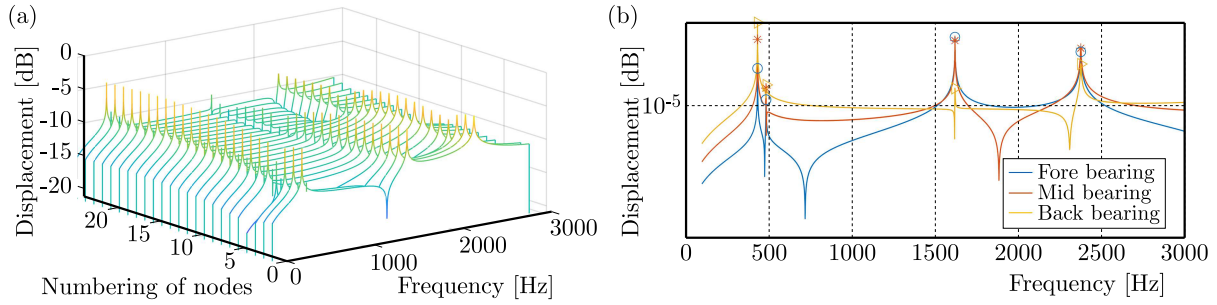 (a)
Displacement [dB]
0
-5
-10
-15
-20
20
15
10
5
0
Numbering of nodes
0
1000
2000
3000
Frequency [Hz]
(b)
Displacement [dB]
10-5
Fore bearing
Mid bearing
Back bearing
0 500 1000 1500 2000 2500 3000
Frequency [Hz]